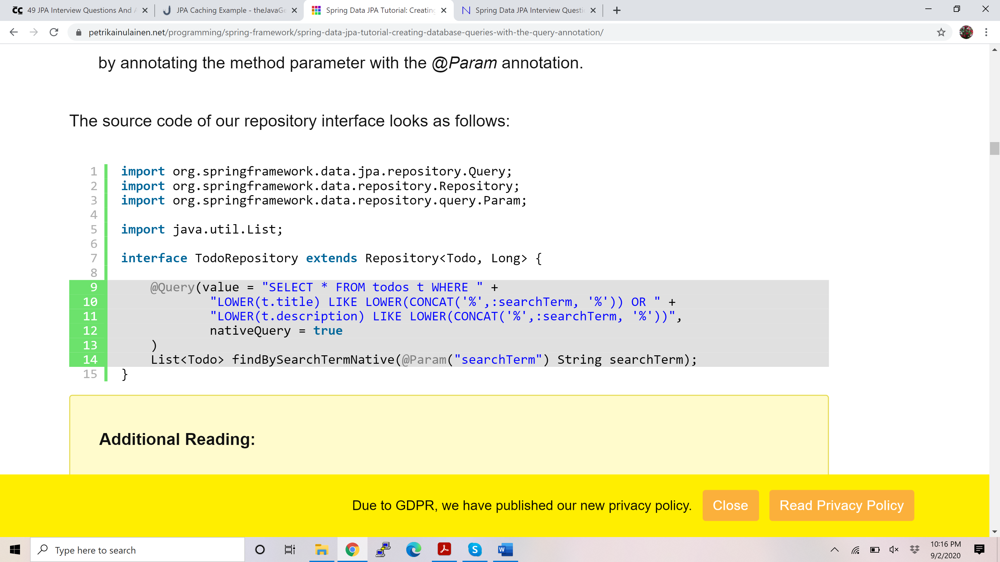 49 JPA Interview Questions And A
JPA Caching Example - theJavaGe
Spring Data JPA Tutorial: Creating
Spring Data JPA Interview Questi
petrikainulainen.net/programming/spring-framework/spring-data-jpa-tutorial-creating-database-queries-with-the-query-annotation/
by annotating the method parameter with the @Param annotation.
The source code of our repository interface looks as follows:
1 import org.springframework.data.jpa.repository.Query;
2 import org.springframework.data.repository.Repository;
3 import org.springframework.data.repository.query.Param;
4
5 import java.util.List;
6
7 interface TodoRepository extends Repository<Todo, Long> {
8
9 @Query(value = "SELECT * FROM todos t WHERE " +
10 "LOWER(t.title) LIKE LOWER(CONCAT('%',:searchTerm, '%')) OR " +
11 "LOWER(t.description) LIKE LOWER(CONCAT('%',:searchTerm, '%'))",
12 nativeQuery = true
13 )
14 List<Todo> findBySearchTermNative(@Param("searchTerm") String searchTerm);
15 }
Additional Reading:
Due to GDPR, we have published our new privacy policy. Close Read Privacy Policy
Type here to search
10:16 PM
9/2/2020